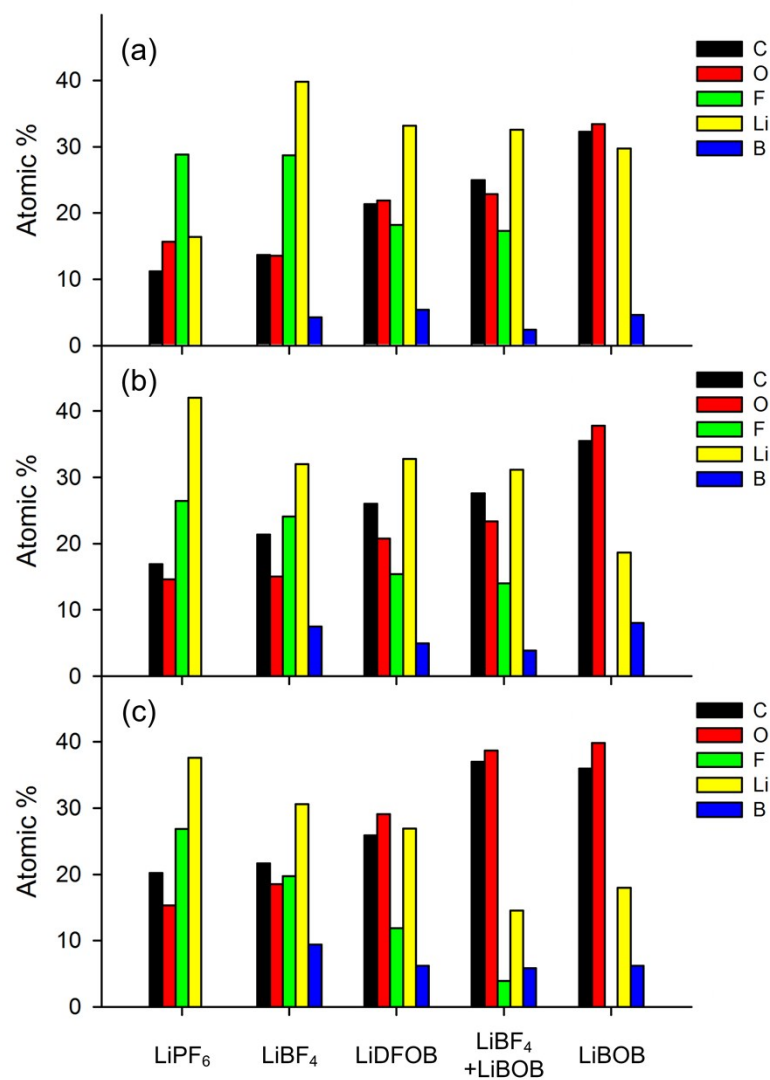 (a)
Atomic %
40
30
20
10
0
C
O
F
Li
B
(b)
Atomic %
40
30
20
10
0
C
O
F
Li
B
(c)
Atomic %
40
30
20
10
0
C
O
F
Li
B
LiPF₆
LiBF₄
LiDFOB
LiBF₄
+LiBOB
LiBOB